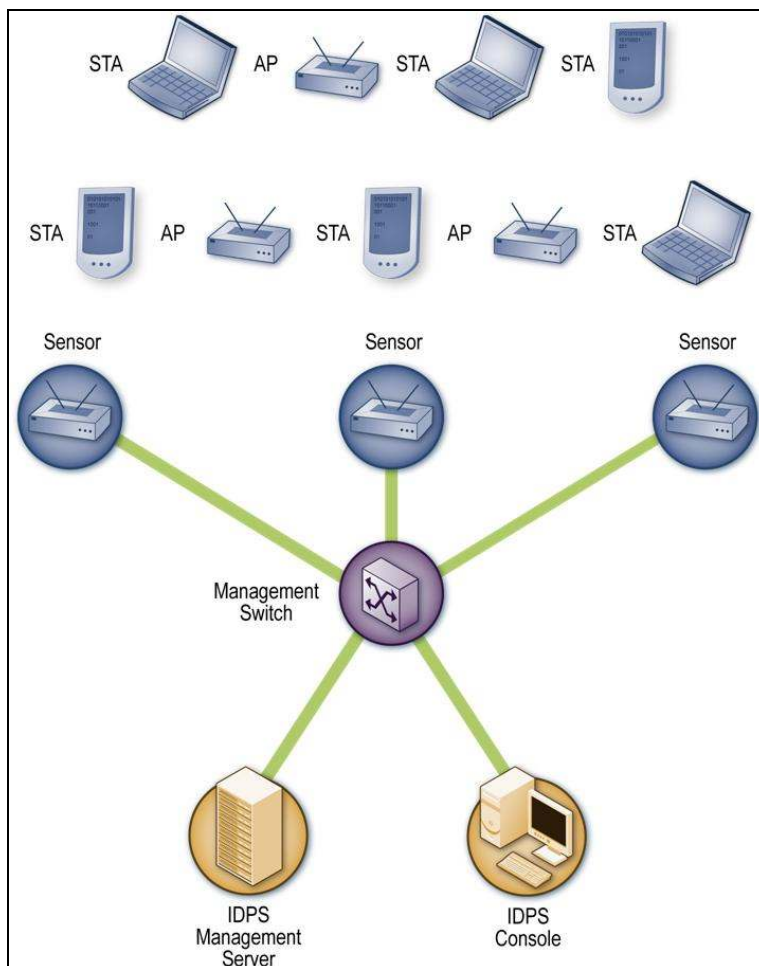 STA AP STA STA
STA AP STA AP STA
Sensor Sensor Sensor
Management
Switch
IDPS
Management
Server
IDPS
Console